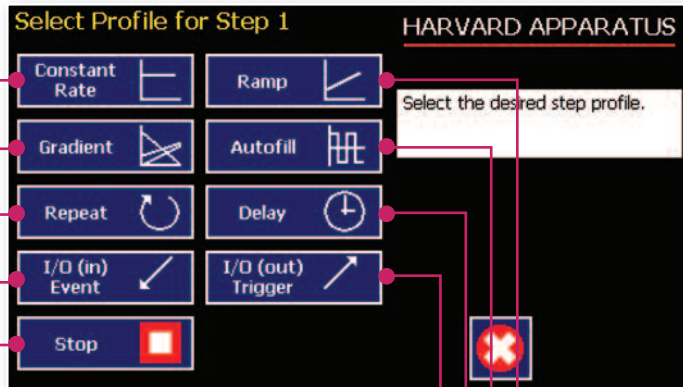 Select Profile for Step 1
HARVARD APPARATUS
Constant
Rate
Ramp
Select the desired step profile.
Gradient
Autofill
Repeat
Delay
I/O (in)
Event
I/O (out)
Trigger
Stop